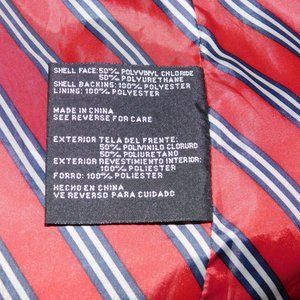 SHELL FACE: 50% POLYVINYL CHLORIDE
50% POLYURETHANE
SHELL BACKING: 100% POLYESTER
LINING: 100% POLYESTER
MADE IN CHINA
SEE REVERSE FOR CARE
EXTERIOR TELA DEL FRENTE:
50% POLIVINILO CLORURO
50% POLIURETANO
EXTERIOR REVESTIMIENTO INTERIOR:
100% POLIESTER
FORRO: 100% POLIESTER
HECHO EN CHINA
VE REVERSO PARA CUIDADO